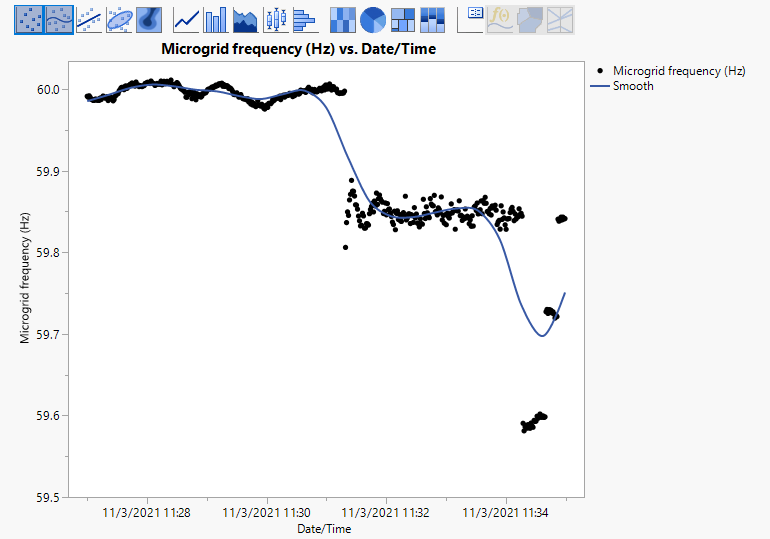 Microgrid frequency (Hz) vs. Date/Time
Microgrid frequency (Hz)
Smooth
60.0
59.9
59.8
59.7
59.6
59.5
Microgrid frequency (Hz)
11/3/2021 11:28 11/3/2021 11:30 11/3/2021 11:32 11/3/2021 11:34
Date/Time